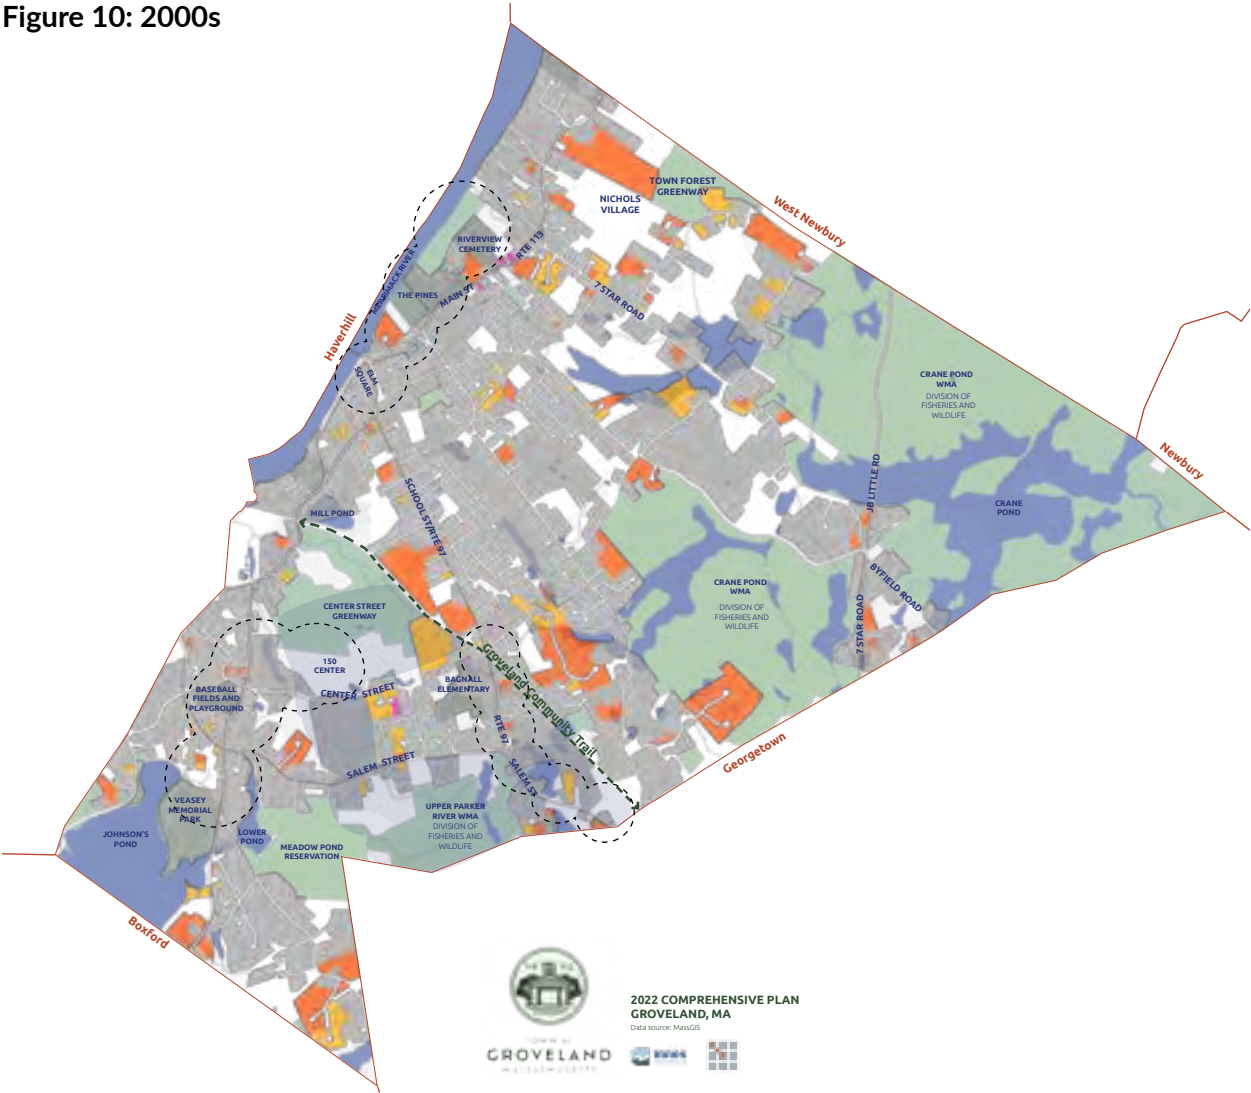 Figure 10: 2000s
West Newbury
TOWN FOREST
GREENWAY
NICHOLS
VILLAGE
RIVERVIEW
CEMETERY
RTE 113
MERRIMACK RIVER
THE PINES
MAIN ST
7 STAR ROAD
Haverhill
ELM
SQUARE
CRANE POND
WMA
DIVISION OF
FISHERIES AND
WILDLIFE
Newbury
JB LITTLE RD
CRANE
POND
SCHOOL ST/RTE 97
MILL POND
CRANE POND
WMA
DIVISION OF
FISHERIES AND
WILDLIFE
BYFIELD ROAD
7 STAR ROAD
CENTER STREET
GREENWAY
150
CENTER
CENTER STREET
BAGNALL
ELEMENTARY
Groveland Community Trail
BASEBALL
FIELDS AND
PLAYGROUND
RTE 97
SALEM STREET
SALEM ST
Georgetown
VEASEY
MEMORIAL
PARK
UPPER PARKER
RIVER WMA
DIVISION OF
FISHERIES AND
WILDLIFE
JOHNSON'S
POND
LOWER
POND
MEADOW POND
RESERVATION
Boxford
2022 COMPREHENSIVE PLAN
GROVELAND, MA
Data source: MassGIS
TOWN OF
GROVELAND
MASSACHUSETTS